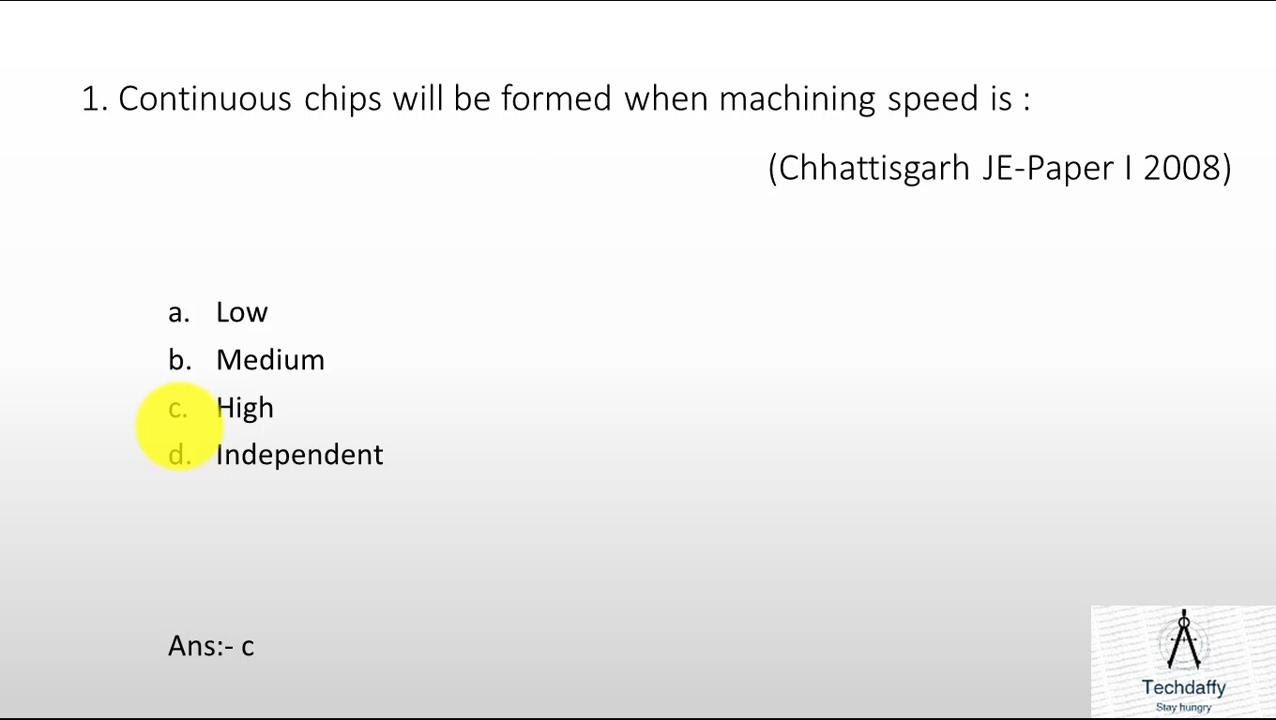 1. Continuous chips will be formed when machining speed is :
(Chhattisgarh JE-Paper I 2008)
a. Low
b. Medium
c. High
d. Independent
Ans:- c
Techdaffy
Stay hungry